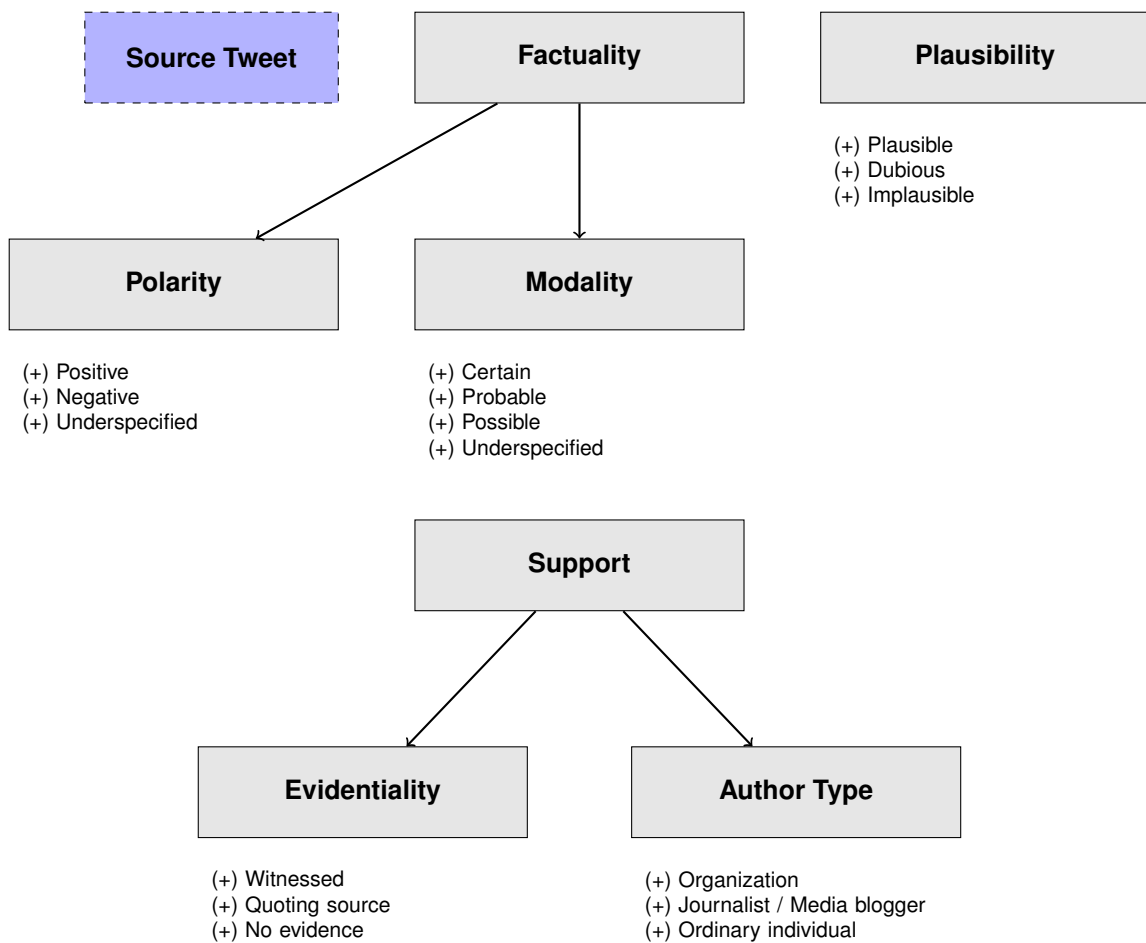 Source Tweet
Factuality
Plausibility
(+) Plausible
(+) Dubious
(+) Implausible
Polarity
Modality
(+) Positive
(+) Negative
(+) Underspecified
(+) Certain
(+) Probable
(+) Possible
(+) Underspecified
Support
Evidentiality
Author Type
(+) Witnessed
(+) Quoting source
(+) No evidence
(+) Organization
(+) Journalist / Media blogger
(+) Ordinary individual